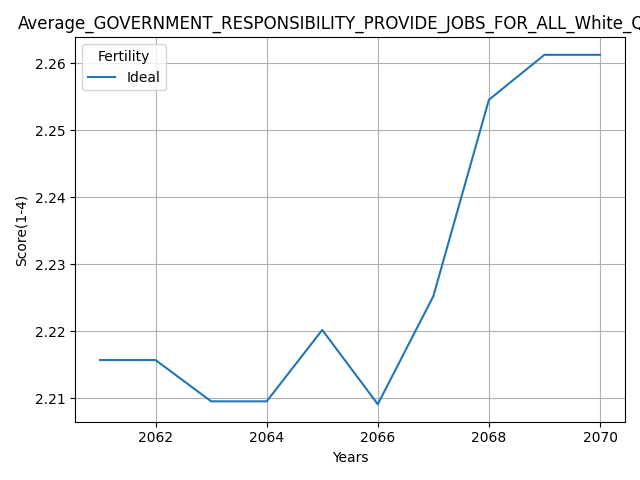 Average_GOVERNMENT_RESPONSIBILITY_PROVIDE_JOBS_FOR_ALL_White_Q
Fertility
Ideal
2.26
2.25
2.24
2.23
2.22
2.21
Score(1-4)
2062 2064 2066 2068 2070
Years